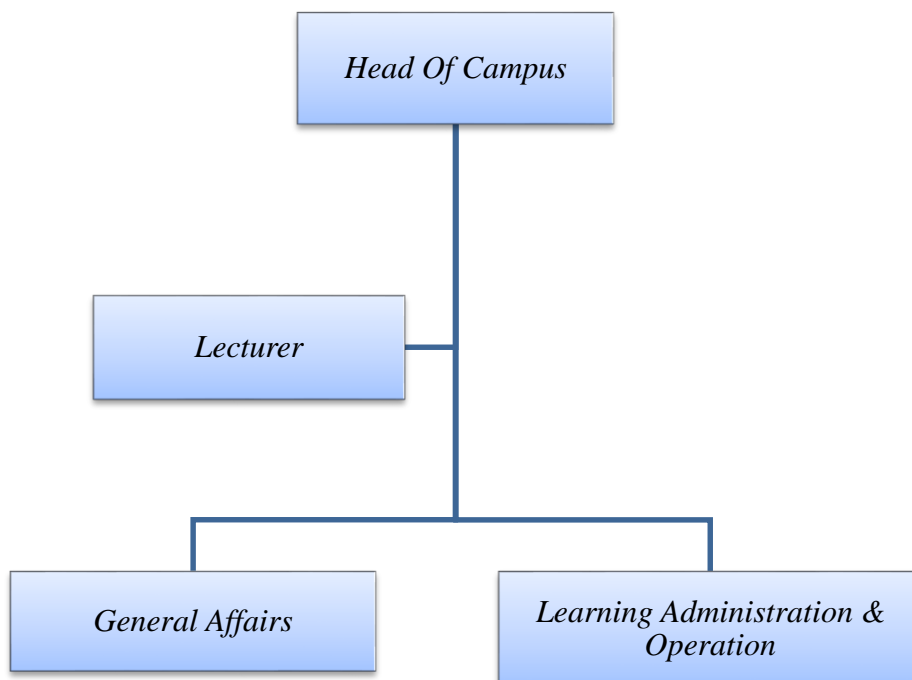 Head Of Campus
Lecturer
General Affairs
Learning Administration &
Operation